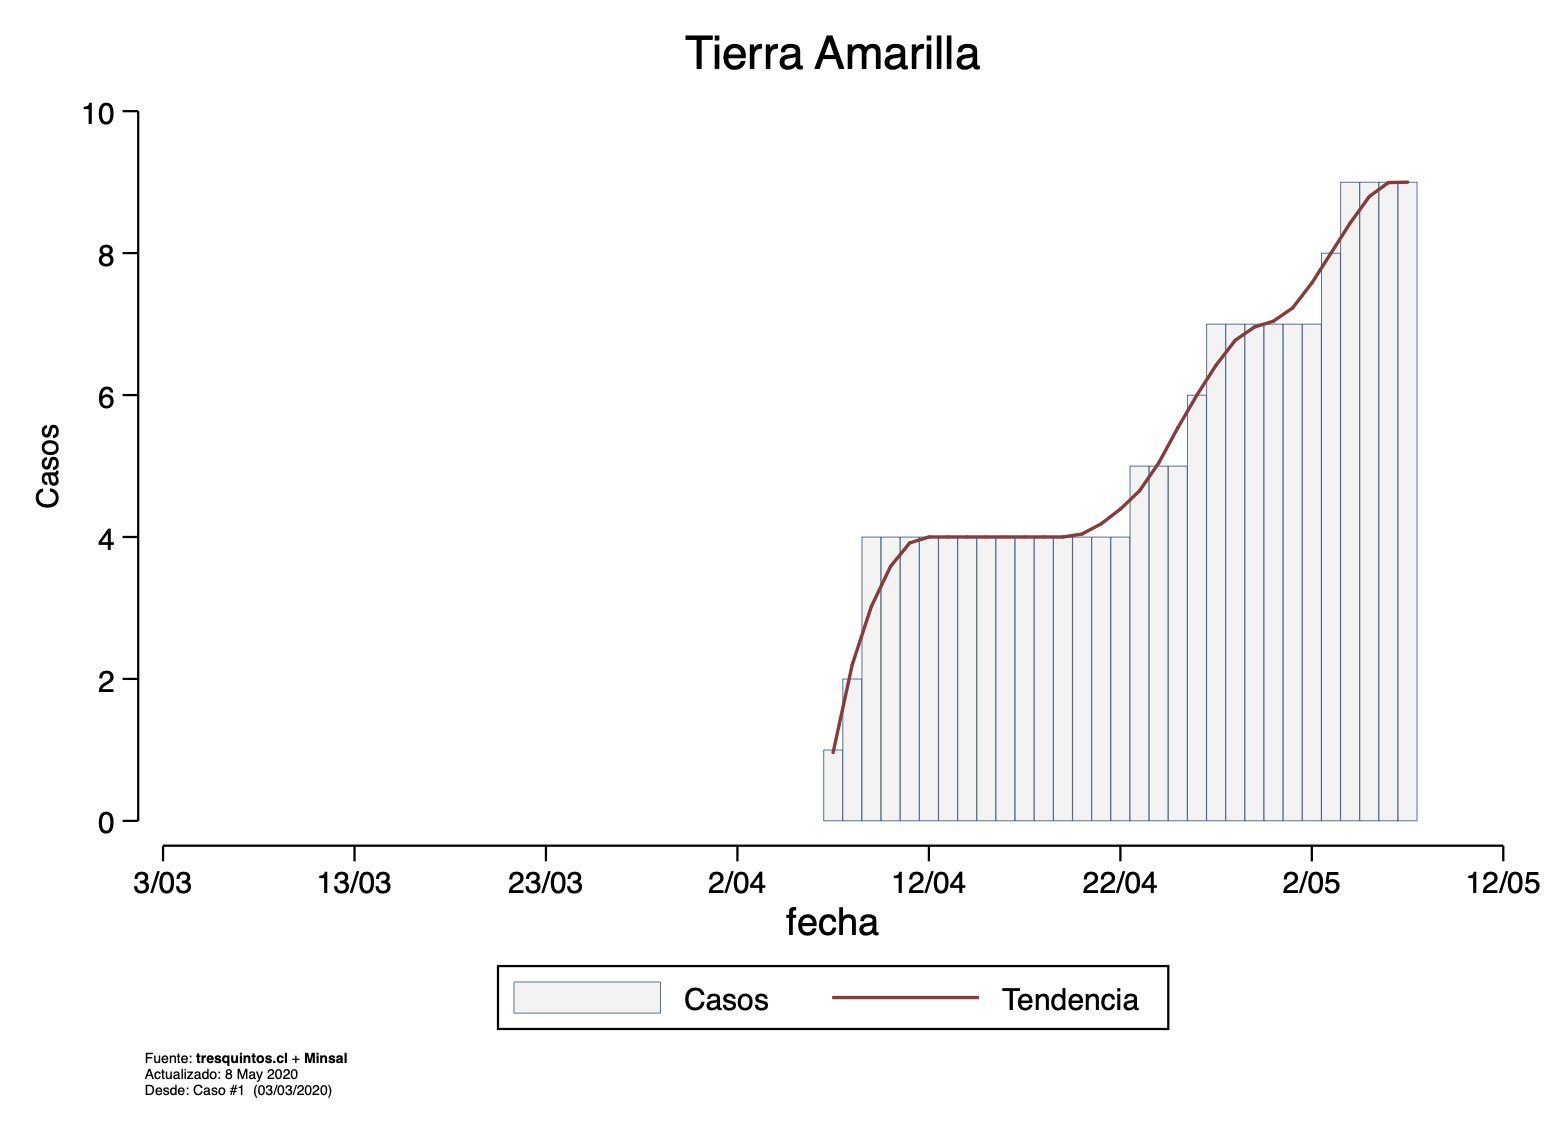 Tierra Amarilla
10
8
6
4
2
0
Casos
3/03 13/03 23/03 2/04 12/04 22/04 2/05 12/05
fecha
Casos Tendencia
Fuente: tresquintos.cl + Minsal
Actualizado: 8 May 2020
Desde: Caso #1 (03/03/2020)